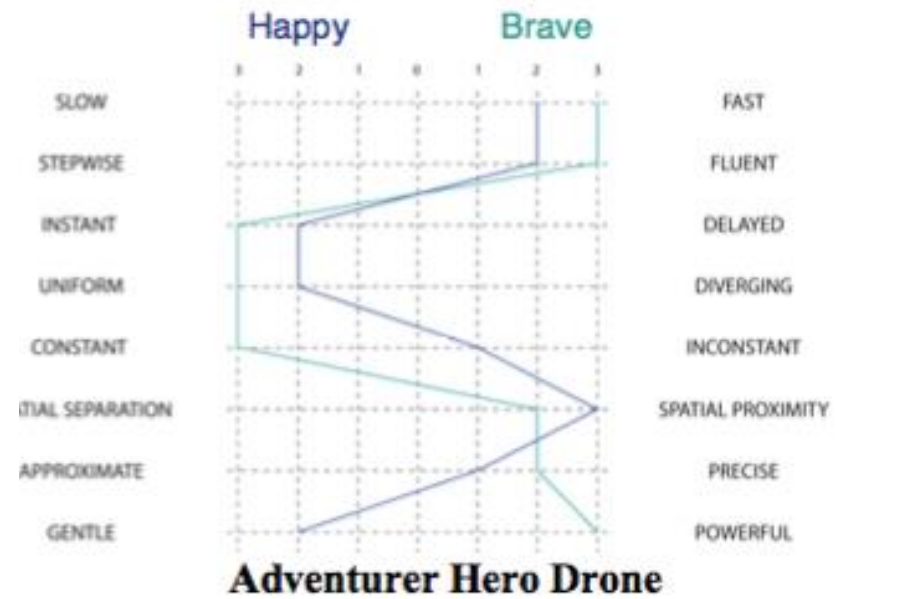 Happy Brave
3 2 1 0 1 2 3
SLOW FAST
STEPWISE FLUENT
INSTANT DELAYED
UNIFORM DIVERGING
CONSTANT INCONSTANT
TIAL SEPARATION SPATIAL PROXIMITY
APPROXIMATE PRECISE
GENTLE POWERFUL
Adventurer Hero Drone